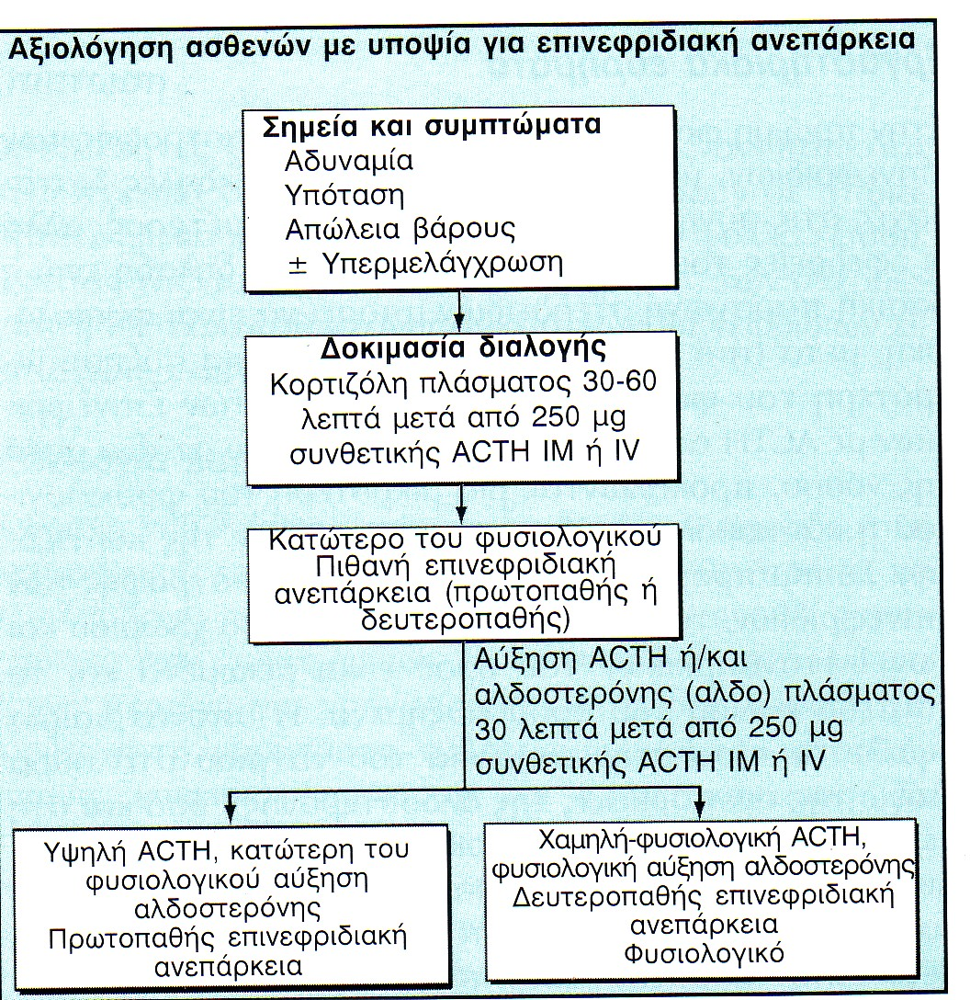 Αξιολόγηση ασθενών με υποψία για επινεφριδιακή ανεπάρκεια
Σημεία και συμπτώματα
Αδυναμία
Υπόταση
Απώλεια βάρους
± Υπερμελάγχρωση
Δοκιμασία διαλογής
Κορτιζόλη πλάσματος 30-60
λεπτά μετά από 250 μg
συνθετικής ACTH IM ή IV
Κατώτερο του φυσιολογικού
Πιθανή επινεφριδιακή
ανεπάρκεια (πρωτοπαθής ή
δευτεροπαθής)
Αύξηση ACTH ή/και
αλδοστερόνης (αλδο) πλάσματος
30 λεπτά μετά από 250 μg
συνθετικής ACTH IM ή IV
Υψηλή ACTH, κατώτερη του
φυσιολογικού αύξηση
αλδοστερόνης
Πρωτοπαθής επινεφριδιακή
ανεπάρκεια
Χαμηλή-φυσιολογική ACTH,
φυσιολογική αύξηση αλδοστερόνης
Δευτεροπαθής επινεφριδιακή
ανεπάρκεια
Φυσιολογικό